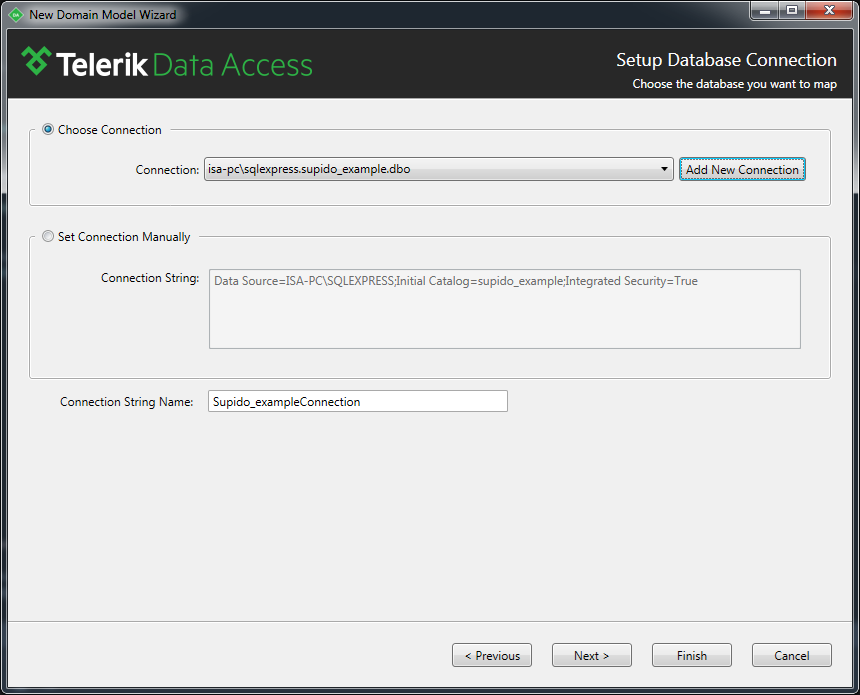 New Domain Model Wizard
Telerik Data Access
Setup Database Connection
Choose the database you want to map
Choose Connection
Connection: isa-pc\sqlexpress.supido_example.dbo Add New Connection
Set Connection Manually
Connection String: Data Source=ISA-PC\SQLEXPRESS;Initial Catalog=supido_example;Integrated Security=True
Connection String Name: Supido_exampleConnection
< Previous Next > Finish Cancel